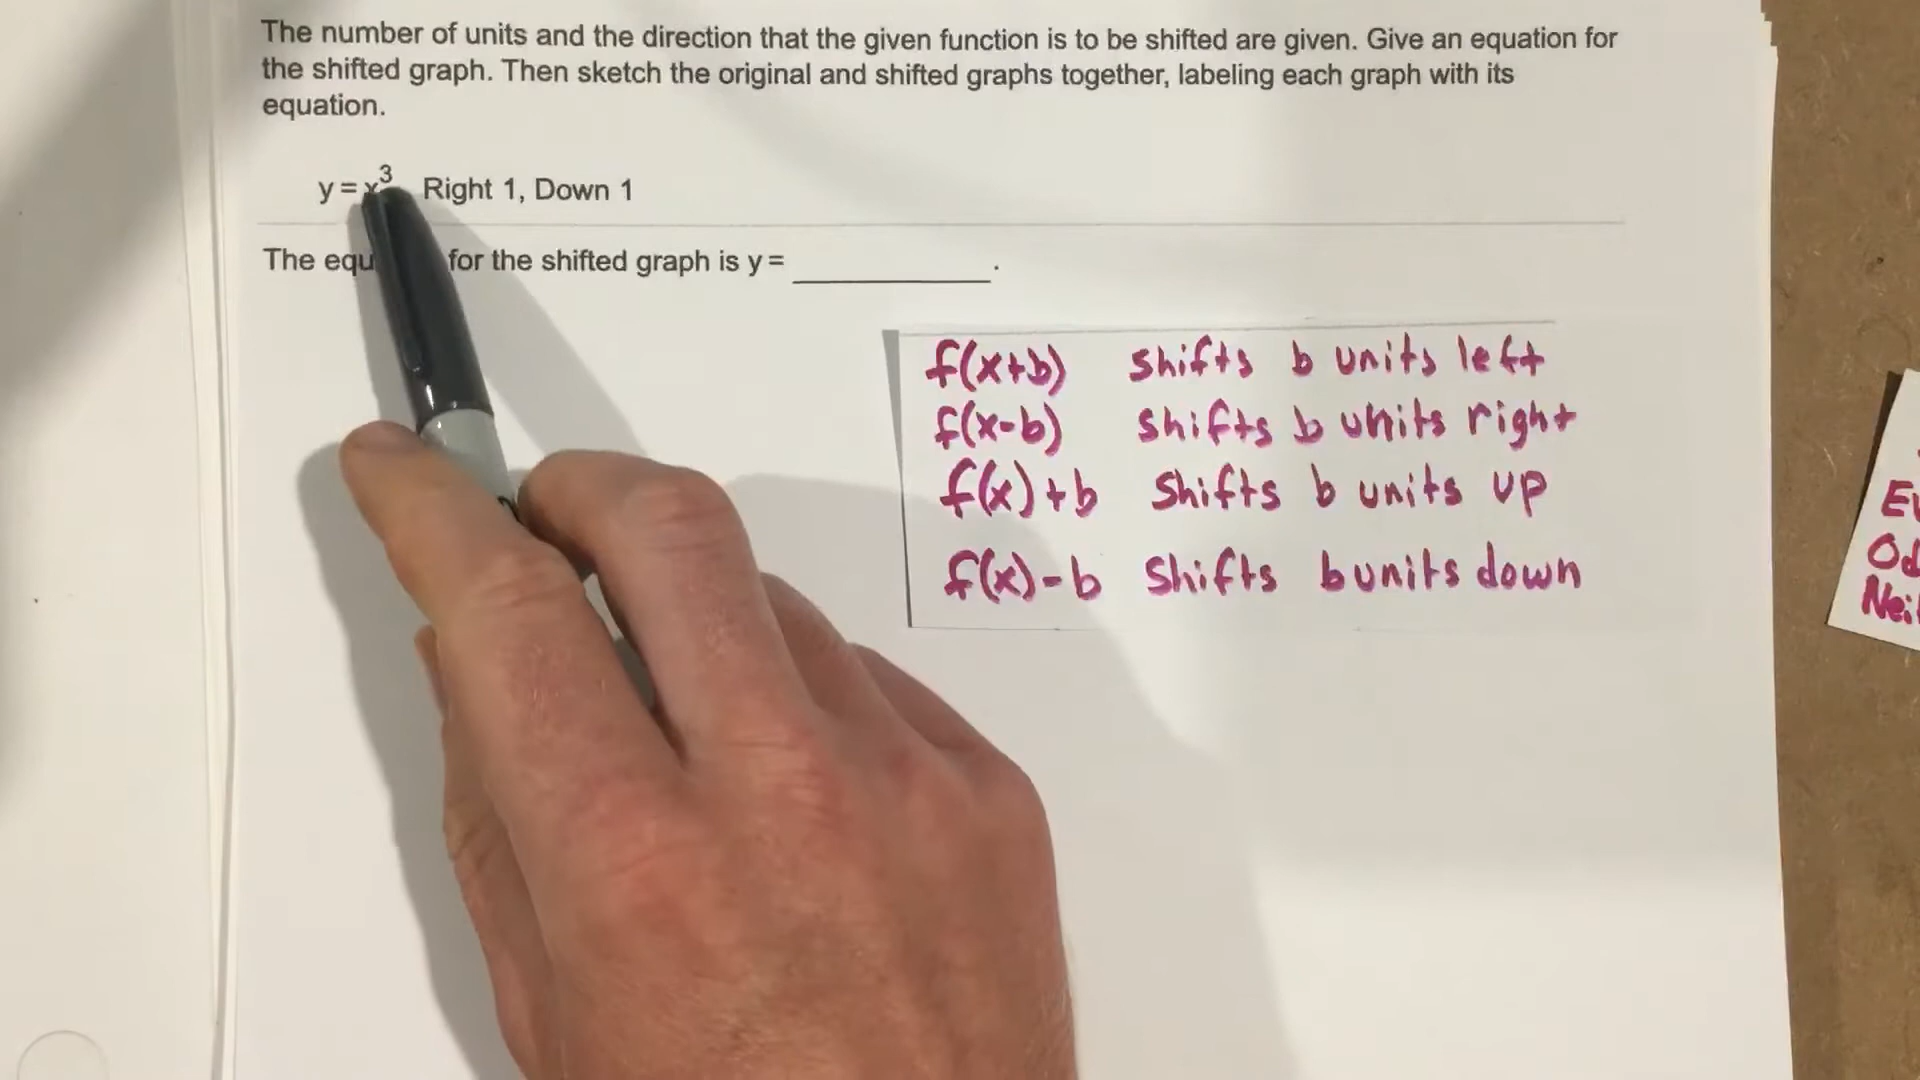 The number of units and the direction that the given function is to be shifted are given. Give an equation for
the shifted graph. Then sketch the original and shifted graphs together, labeling each graph with its
equation.
y = x³ Right 1, Down 1
The equ for the shifted graph is y = ____________.
f(x+b) shifts b units left
f(x-b) shifts b units right
f(x)+b shifts b units up
f(x)-b shifts b units down
Od